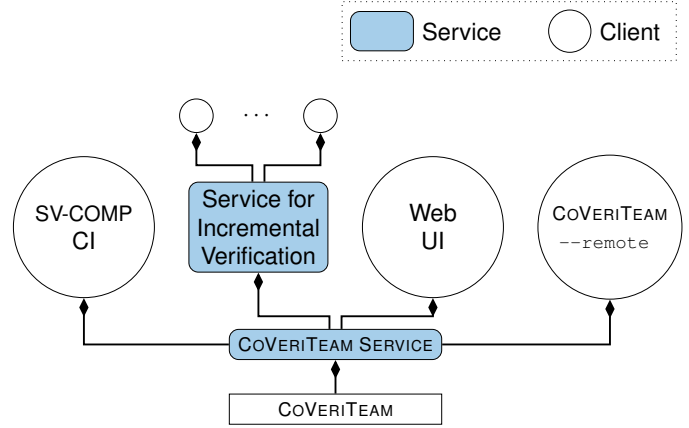 Service
Client
. . .
SV-COMP
CI
Service for
Incremental
Verification
Web
UI
COVERITEAM
--remote
COVERITEAM SERVICE
COVERITEAM